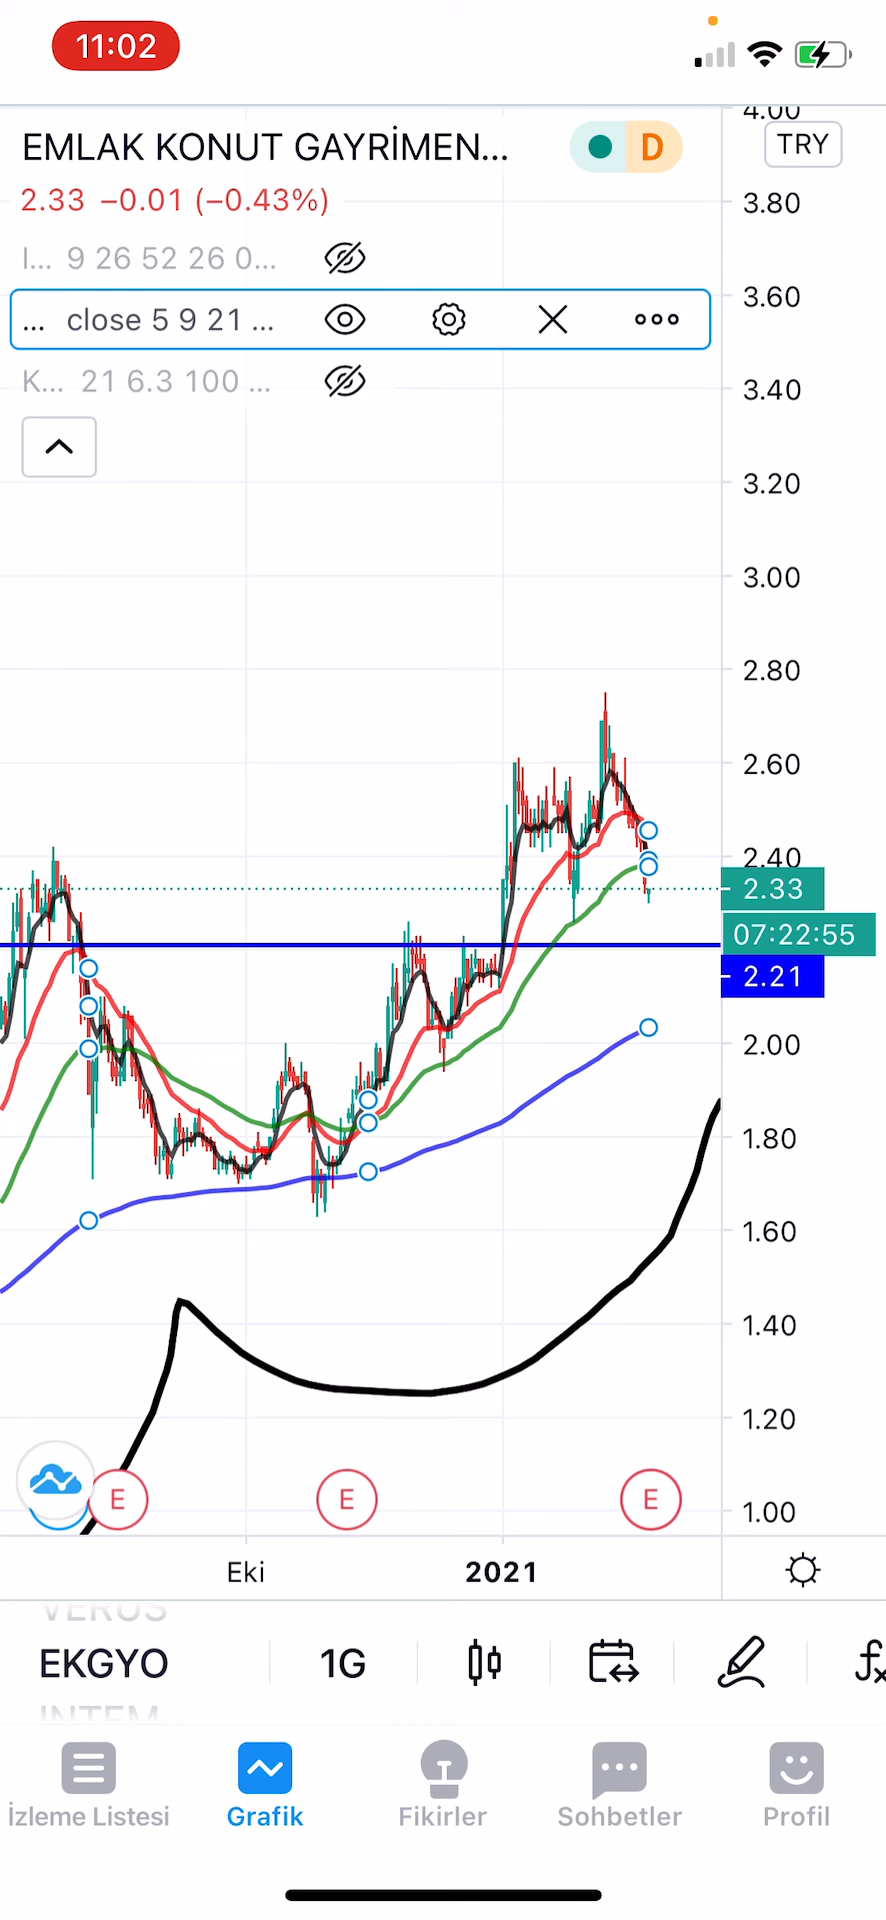 11:02
EMLAK KONUT GAYRİMEN...
D
TRY
2.33 −0.01 (−0.43%)
I... 9 26 52 26 0...
... close 5 9 21 ...
K... 21 6.3 100 ...
4.00
3.80
3.60
3.40
3.20
3.00
2.80
2.60
2.40
2.33
07:22:55
2.21
2.00
1.80
1.60
1.40
1.20
1.00
E
E
E
Eki
2021
VERUS
EKGYO
1G
INTEM
İzleme Listesi
Grafik
Fikirler
Sohbetler
Profil